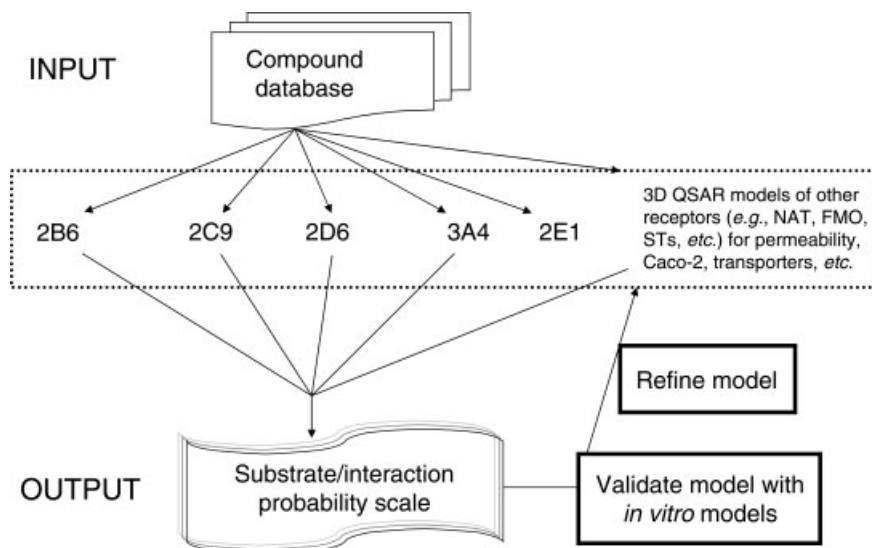 INPUT
Compound
database
2B6
2C9
2D6
3A4
2E1
3D QSAR models of other
receptors (e.g., NAT, FMO,
STs, etc.) for permeability,
Caco-2, transporters, etc.
Refine model
OUTPUT
Substrate/interaction
probability scale
Validate model with
in vitro models